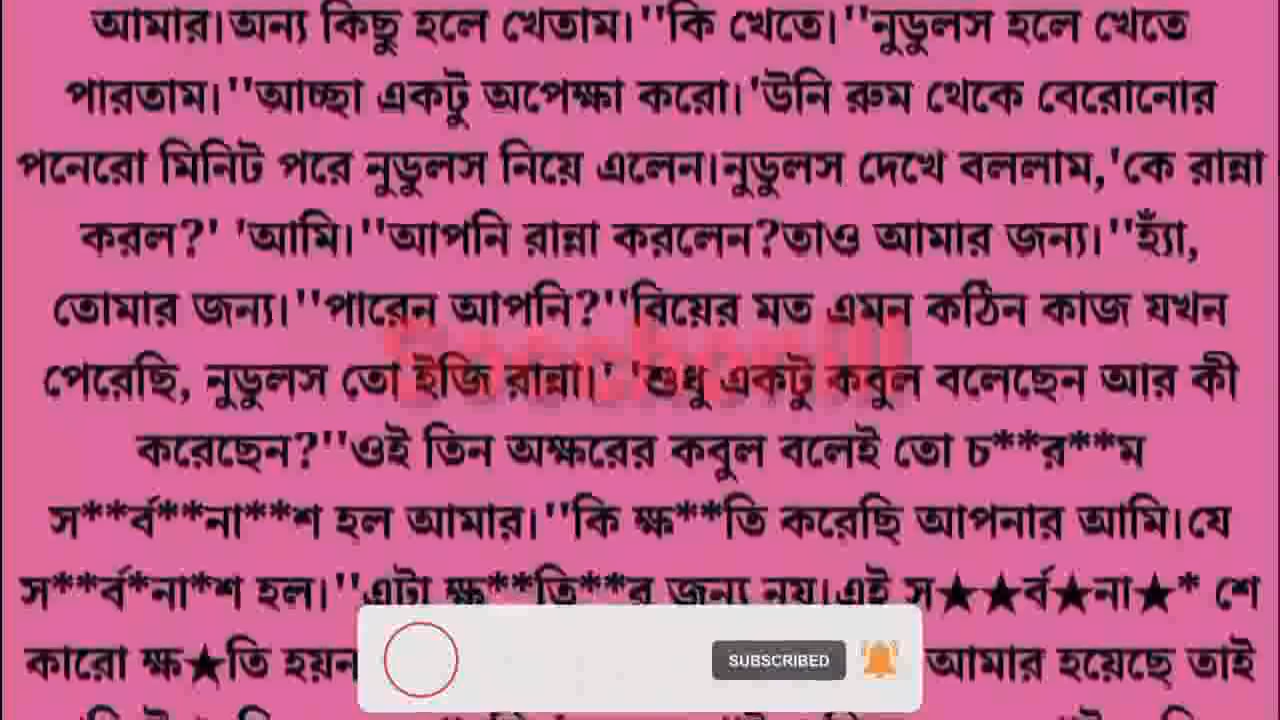 আমার।অন্য কিছু হলে খেতাম।''কি খেতে।''নুডুলস হলে খেতে
পারতাম।''আচ্ছা একটু অপেক্ষা করো।'উনি রুম থেকে বেরোনোর
পনেরো মিনিট পরে নুডুলস নিয়ে এলেন।নুডুলস দেখে বললাম,'কে রান্না
করল?' 'আমি।''আপনি রান্না করলেন?তাও আমার জন্য।''হ্যাঁ,
তোমার জন্য।''পারেন আপনি?''বিয়ের মত এমন কঠিন কাজ যখন
পেরেছি, নুডুলস তো ইজি রান্না।' 'শুধু একটু কবুল বলেছেন আর কী
করেছেন?''ওই তিন অক্ষরের কবুল বলেই তো চ**র**ম
স**র্ব**না**শ হল আমার।''কি ক্ষ**তি করেছি আপনার আমি।যে
স**র্ব*না*শ হল।''এটা ক্ষ**তি**র জন্য নয়।এই স★★র্ব★না★* শে
কারো ক্ষ★তি হয়ন
SUBSCRIBED
আমার হয়েছে তাই